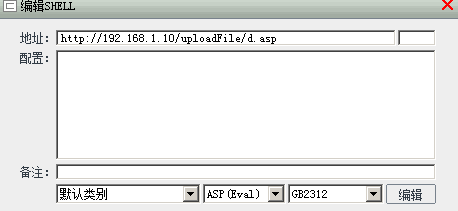 编辑SHELL
地址: http://192.168.1.10/uploadFile/d.asp
配置:
备注:
默认类别 ASP(Eval) GB2312 编辑